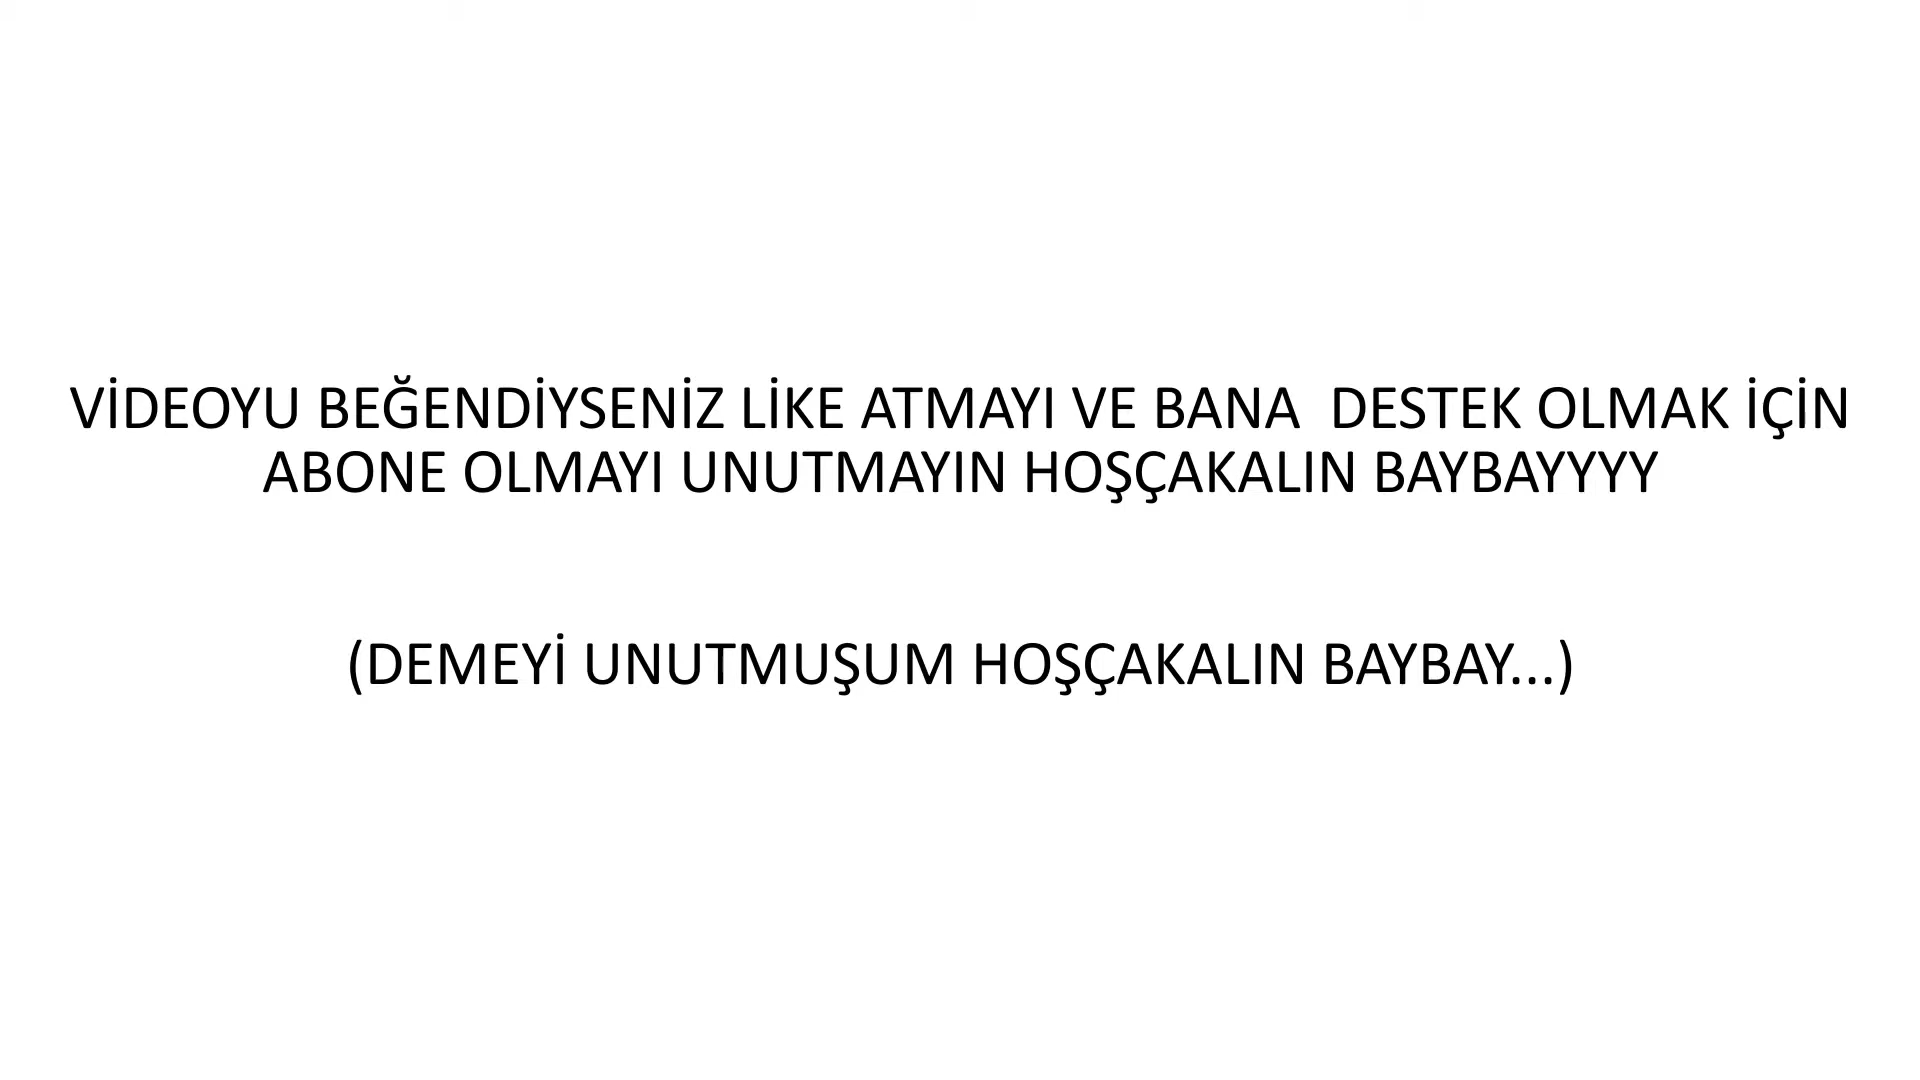 VİDEOYU BEĞENDİYSENİZ LİKE ATMAYI VE BANA  DESTEK OLMAK İÇİN
ABONE OLMAYI UNUTMAYIN HOŞÇAKALIN BAYBAYYYY
(DEMEYİ UNUTMUŞUM HOŞÇAKALIN BAYBAY...)